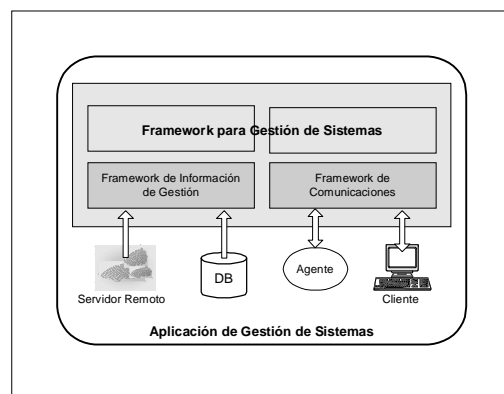 Framework para Gestión de Sistemas
Framework de Información
de Gestión
Framework de
Comunicaciones
Servidor Remoto
DB
Agente
Cliente
Aplicación de Gestión de Sistemas